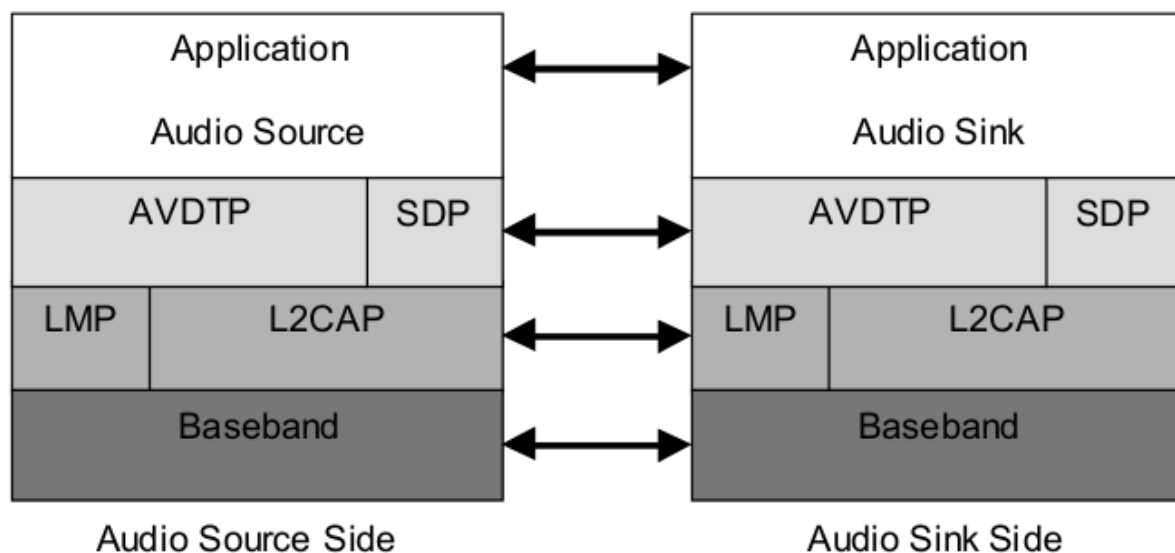 Application
Audio Source
AVDTP
SDP
LMP
L2CAP
Baseband
Audio Source Side
Application
Audio Sink
AVDTP
SDP
LMP
L2CAP
Baseband
Audio Sink Side